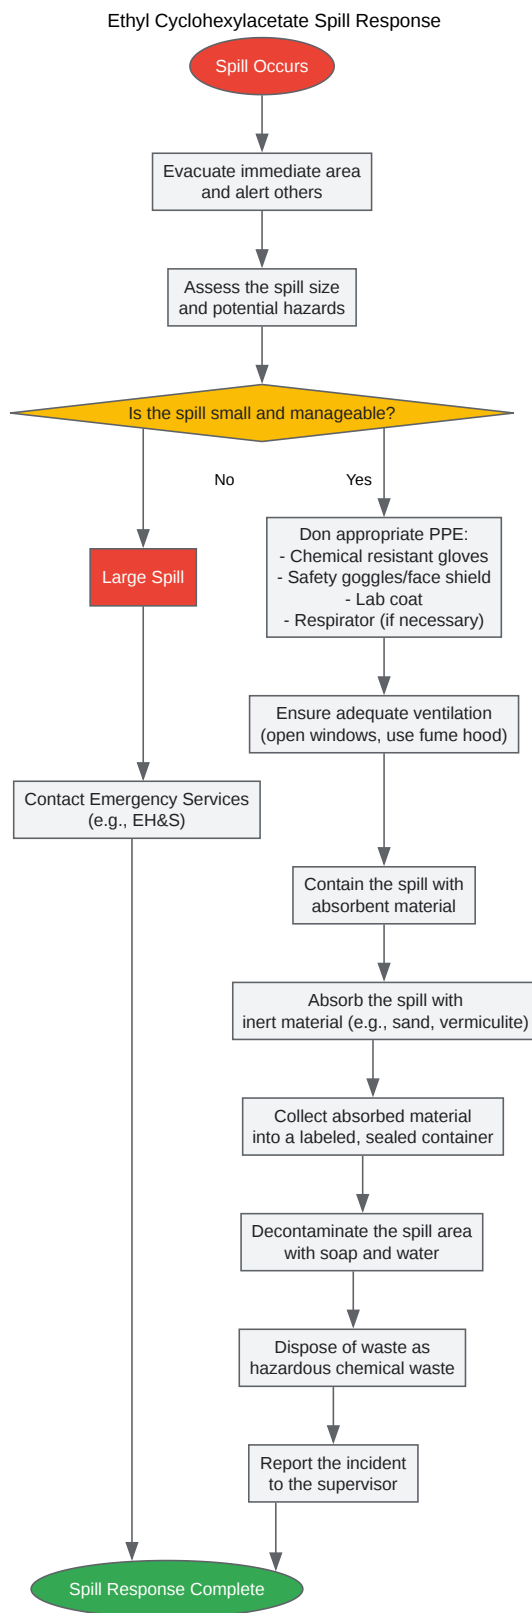 Ethyl Cyclohexylacetate Spill Response
Spill Occurs
Evacuate immediate area
and alert others
Assess the spill size
and potential hazards
Is the spill small and manageable?
No
Yes
Large Spill
Don appropriate PPE:
- Chemical resistant gloves
- Safety goggles/face shield
- Lab coat
- Respirator (if necessary)
Ensure adequate ventilation
(open windows, use fume hood)
Contact Emergency Services
(e.g., EH&S)
Contain the spill with
absorbent material
Absorb the spill with
inert material (e.g., sand, vermiculite)
Collect absorbed material
into a labeled, sealed container
Decontaminate the spill area
with soap and water
Dispose of waste as
hazardous chemical waste
Report the incident
to the supervisor
Spill Response Complete